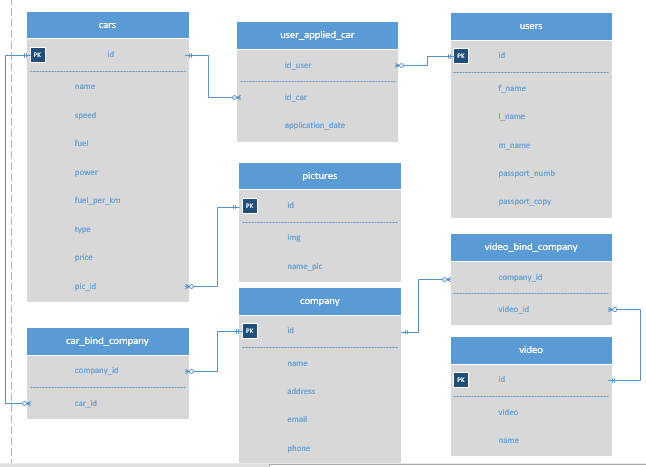 cars
PK
id
name
speed
fuel
power
fuel_per_km
type
price
pic_id
car_bind_company
company_id
car_id
user_applied_car
id_user
id_car
application_date
pictures
PK
id
img
name_pic
company
PK
id
name
address
email
phone
users
PK
id
f_name
l_name
m_name
passport_numb
passport_copy
video_bind_company
company_id
video_id
video
PK
id
video
name